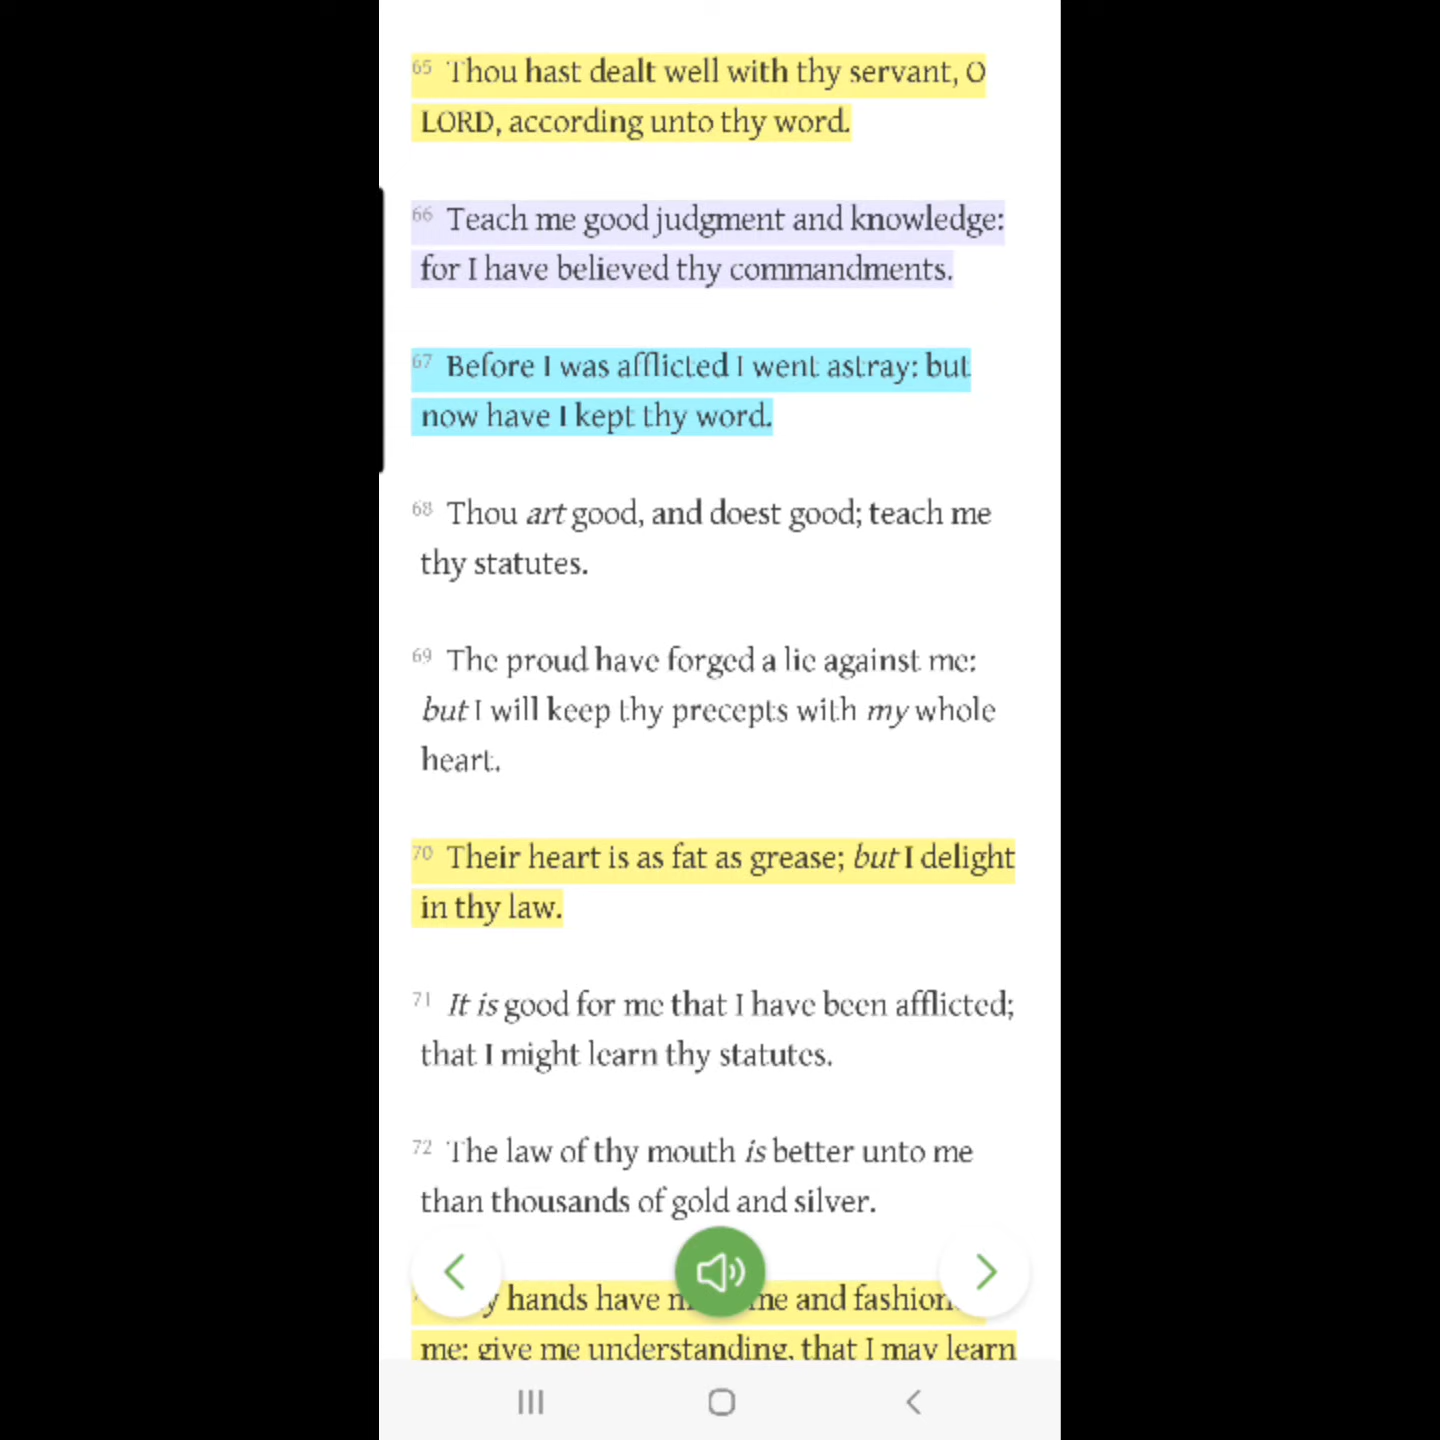 65 Thou hast dealt well with thy servant, O
LORD, according unto thy word.
66 Teach me good judgment and knowledge:
for I have believed thy commandments.
67 Before I was afflicted I went astray: but
now have I kept thy word.
68 Thou art good, and doest good; teach me
thy statutes.
69 The proud have forged a lie against me:
but I will keep thy precepts with my whole
heart.
70 Their heart is as fat as grease; but I delight
in thy law.
71 It is good for me that I have been afflicted;
that I might learn thy statutes.
72 The law of thy mouth is better unto me
than thousands of gold and silver.
hands have me and
me: give me understanding, that I may learn